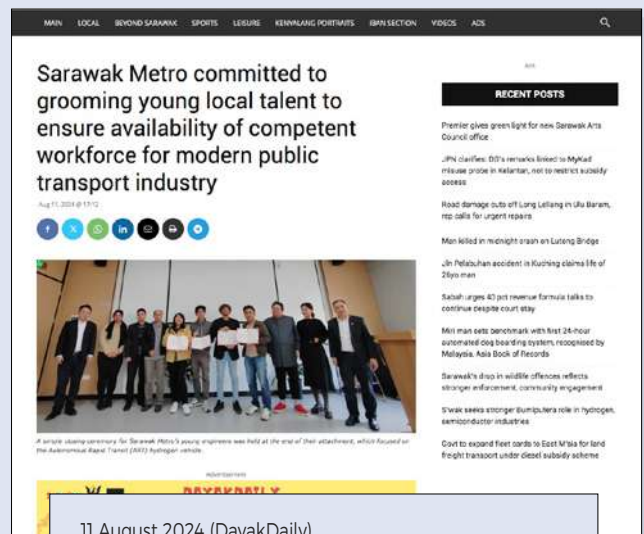 MAIN LOCAL BEYOND SARAWAK SPORTS LEISURE KENYALANG PORTRAITS IBAN SECTION VIDEOS ADS
Sarawak Metro committed to
grooming young local talent to
ensure availability of competent
workforce for modern public
transport industry
Aug 11, 2024 @ 17:12
A simple closing ceremony for Sarawak Metro's young engineers was held at the end of their attachment, which focused on
the Autonomous Rapid Transit (ART) hydrogen vehicle.
Advertisement
DAYAKDAILY
11 August 2024 (DayakDaily)
Ads
RECENT POSTS
Premier gives green light for new Sarawak Arts
Council office
JPN clarifies: DG's remarks linked to MyKad
misuse probe in Kelantan, not to restrict subsidy
access
Road damage cuts off Long Lellang in Ulu Baram,
rep calls for urgent repairs
Man killed in midnight crash on Lutong Bridge
Jln Pelabuhan accident in Kuching claims life of
26yo man
Sabah urges 40 pct revenue formula talks to
continue despite court stay
Miri man sets benchmark with first 24-hour
automated dog boarding system, recognised by
Malaysia, Asia Book of Records
Sarawak's drop in wildlife offences reflects
stronger enforcement, community engagement
S'wak seeks stronger Bumiputera role in hydrogen,
semiconductor industries
Govt to expand fleet cards to East M'sia for land
freight transport under diesel subsidy scheme